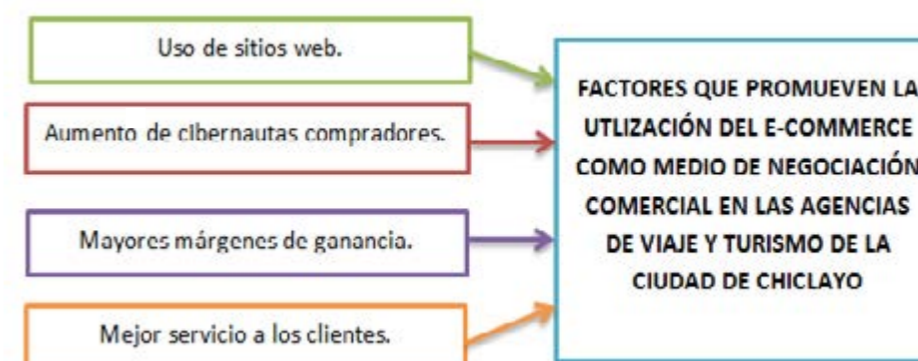 Uso de sitios web.
Aumento de cibernautas compradores.
Mayores márgenes de ganancia.
Mejor servicio a los clientes.
FACTORES QUE PROMUEVEN LA
UTLIZACIÓN DEL E-COMMERCE
COMO MEDIO DE NEGOCIACIÓN
COMERCIAL EN LAS AGENCIAS
DE VIAJE Y TURISMO DE LA
CIUDAD DE CHICLAYO